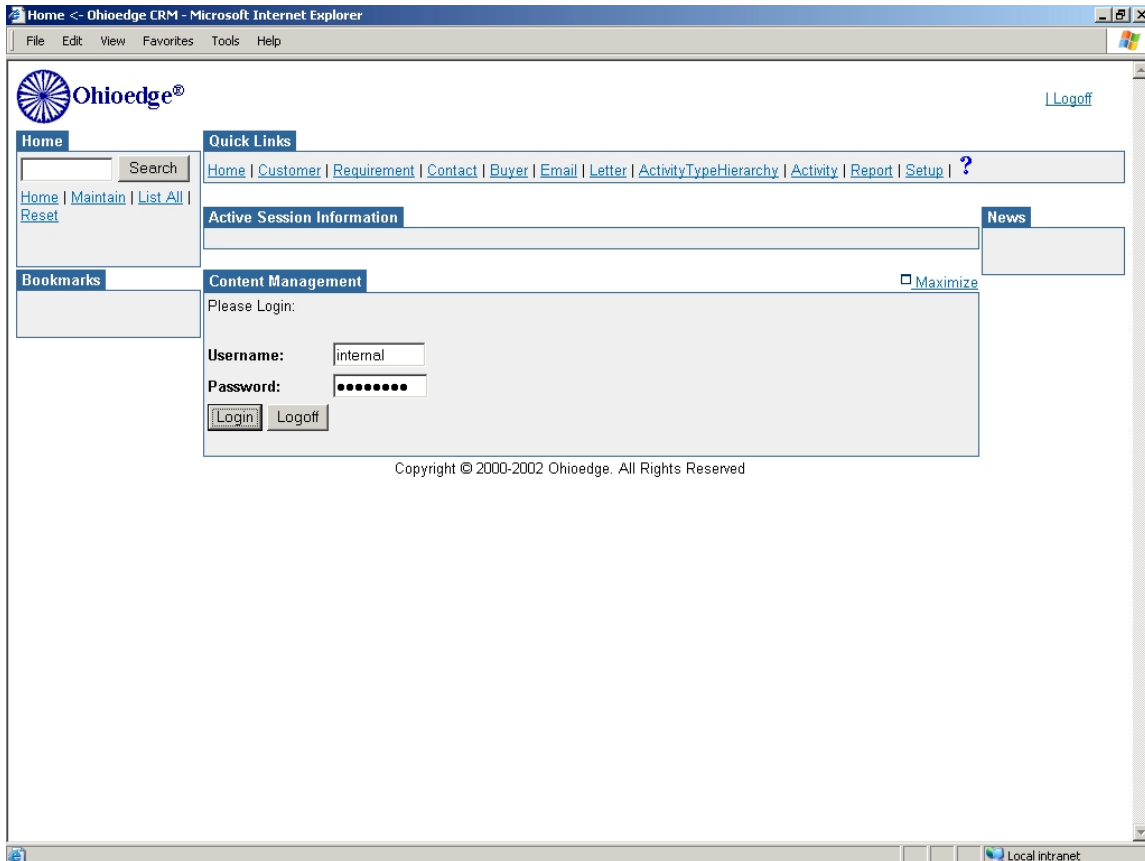 Home <- Ohioedge CRM - Microsoft Internet Explorer
File Edit View Favorites Tools Help
Ohioedge®
| Logoff
Home
Search
Home | Maintain | List All |
Reset
Bookmarks
Quick Links
Home | Customer | Requirement | Contact | Buyer | Email | Letter | ActivityTypeHierarchy | Activity | Report | Setup | ?
Active Session Information
News
Content Management
Maximize
Please Login:
Username: internal
Password: ●●●●●●●●
Login Logoff
Copyright © 2000-2002 Ohioedge. All Rights Reserved
Local intranet